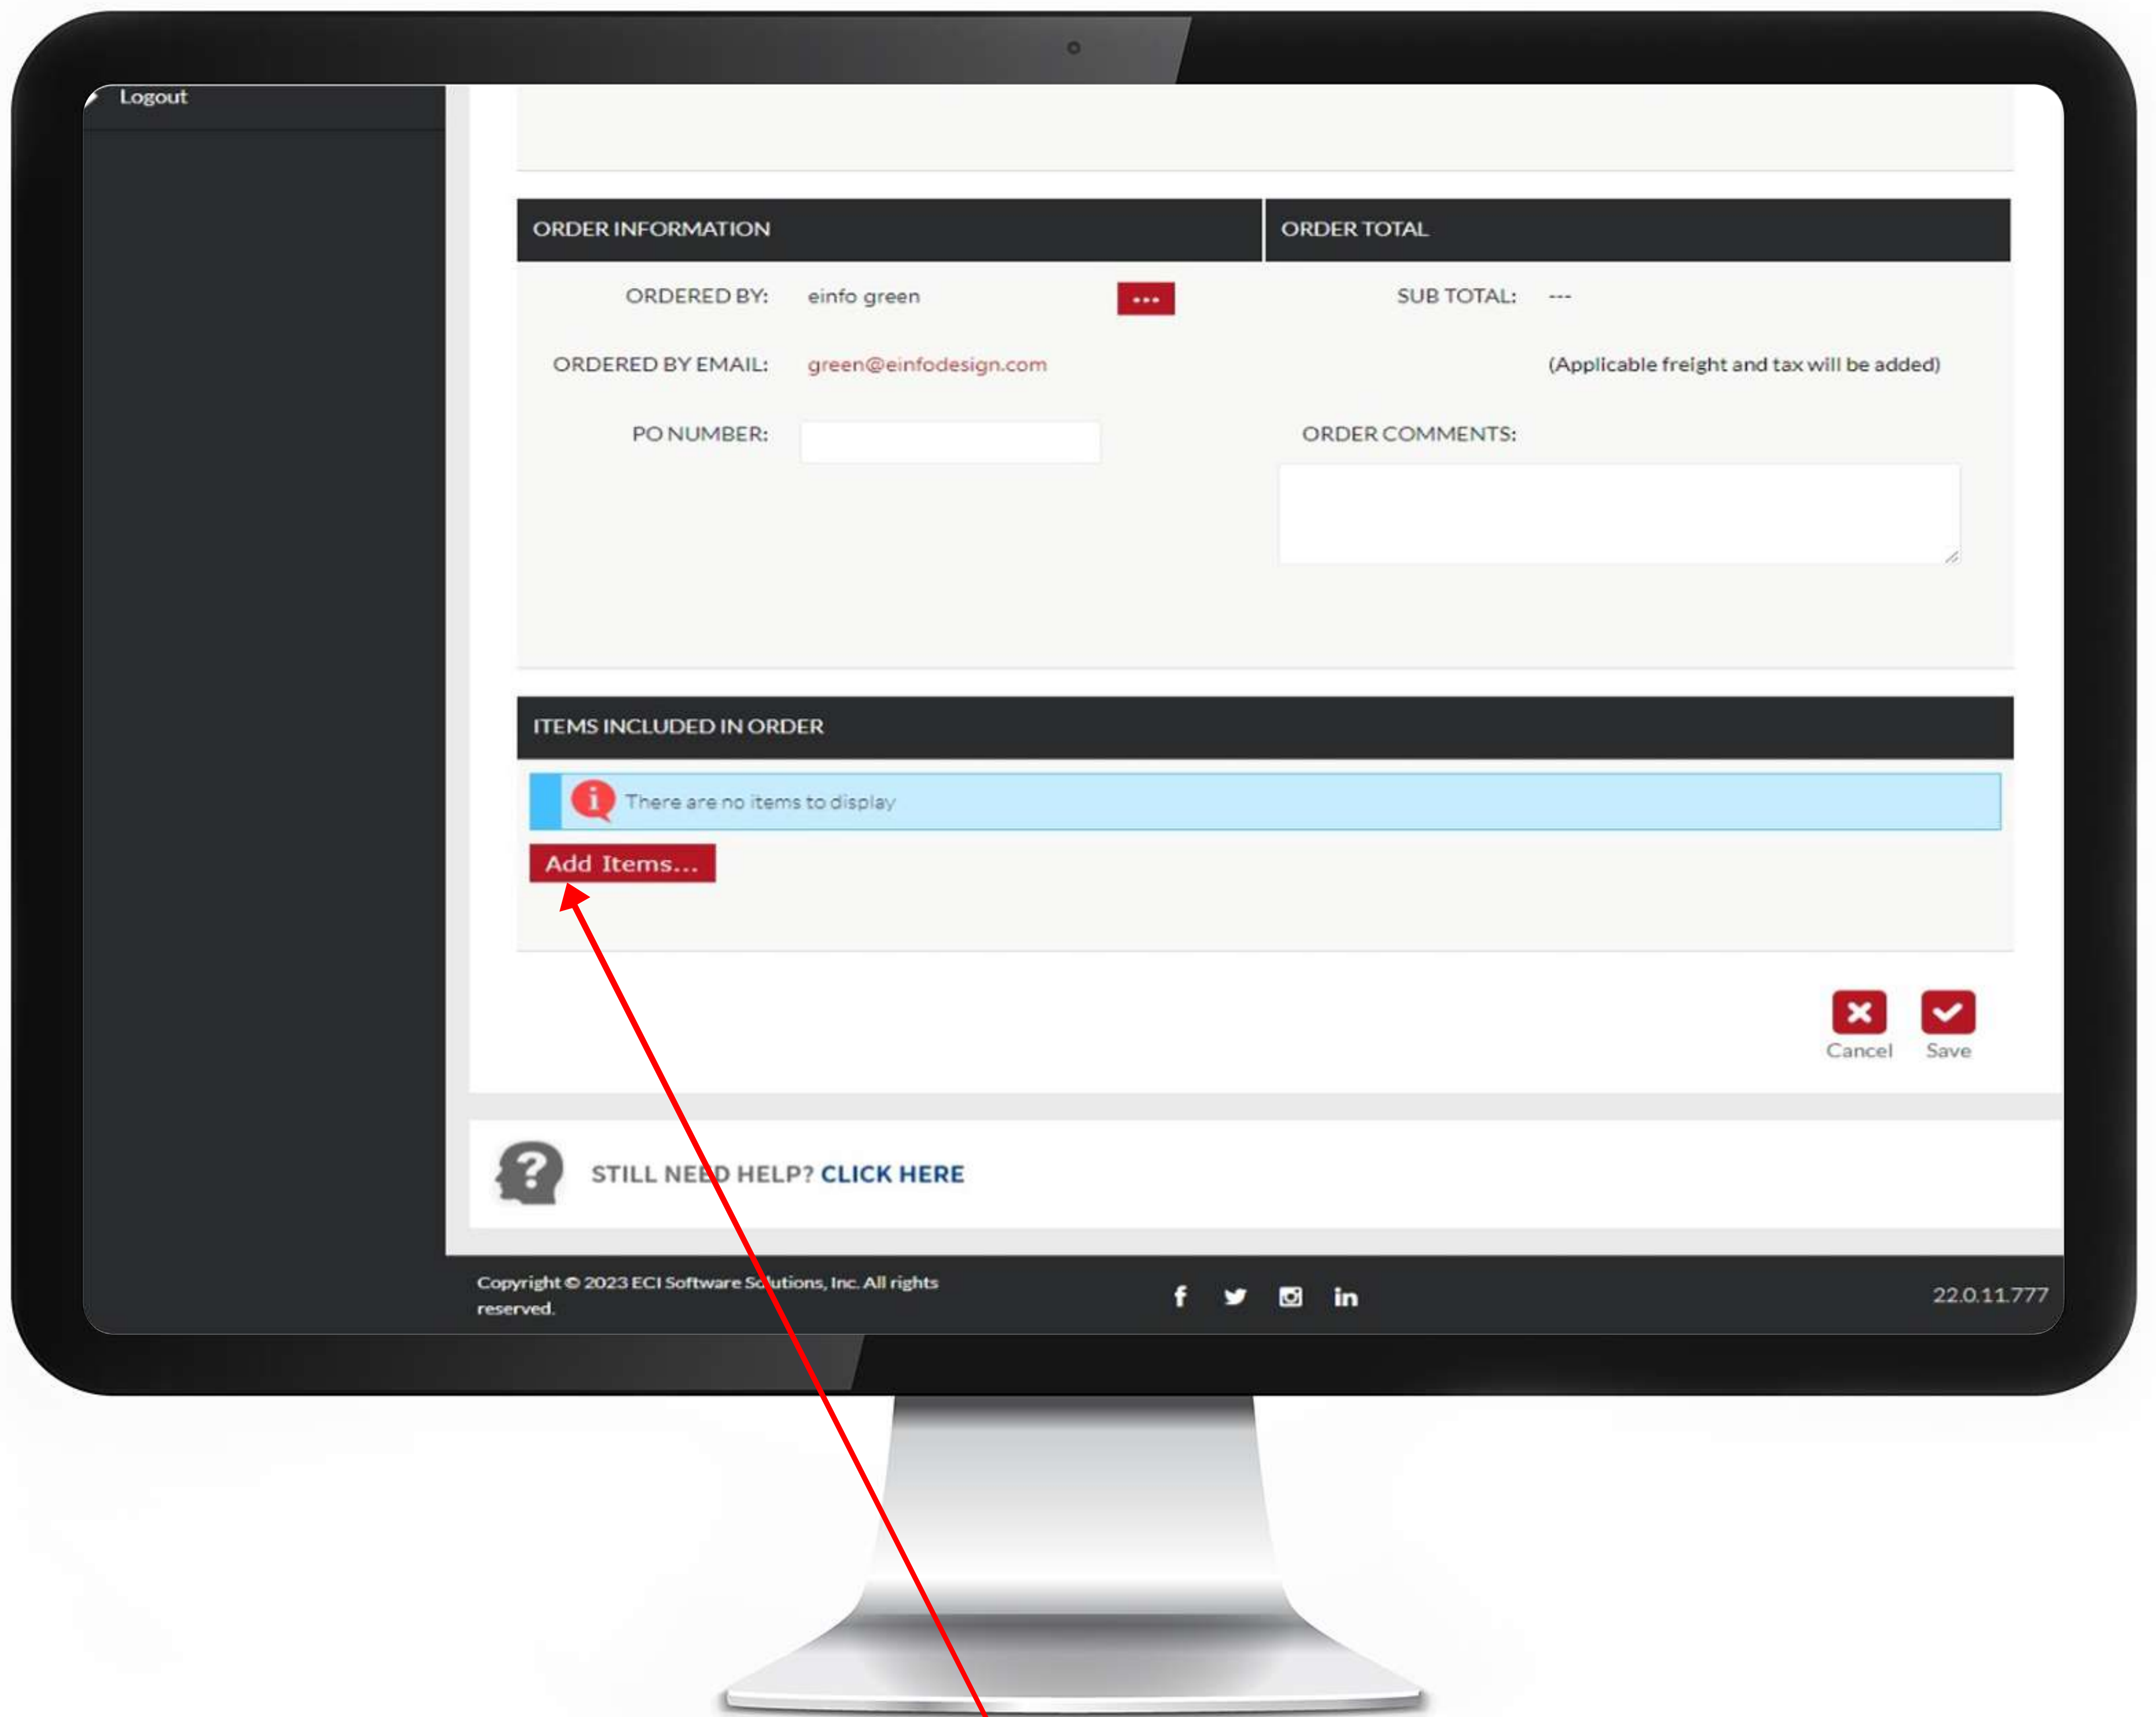 Logout
ORDER INFORMATION
ORDER TOTAL
ORDERED BY: einfo green
...
SUB TOTAL: ---
ORDERED BY EMAIL: green@einfodesign.com
(Applicable freight and tax will be added)
PO NUMBER:
ORDER COMMENTS:
ITEMS INCLUDED IN ORDER
There are no items to display
Add Items...
Cancel
Save
STILL NEED HELP? CLICK HERE
Copyright © 2023 ECI Software Solutions, Inc. All rights
reserved.
22.0.11.777